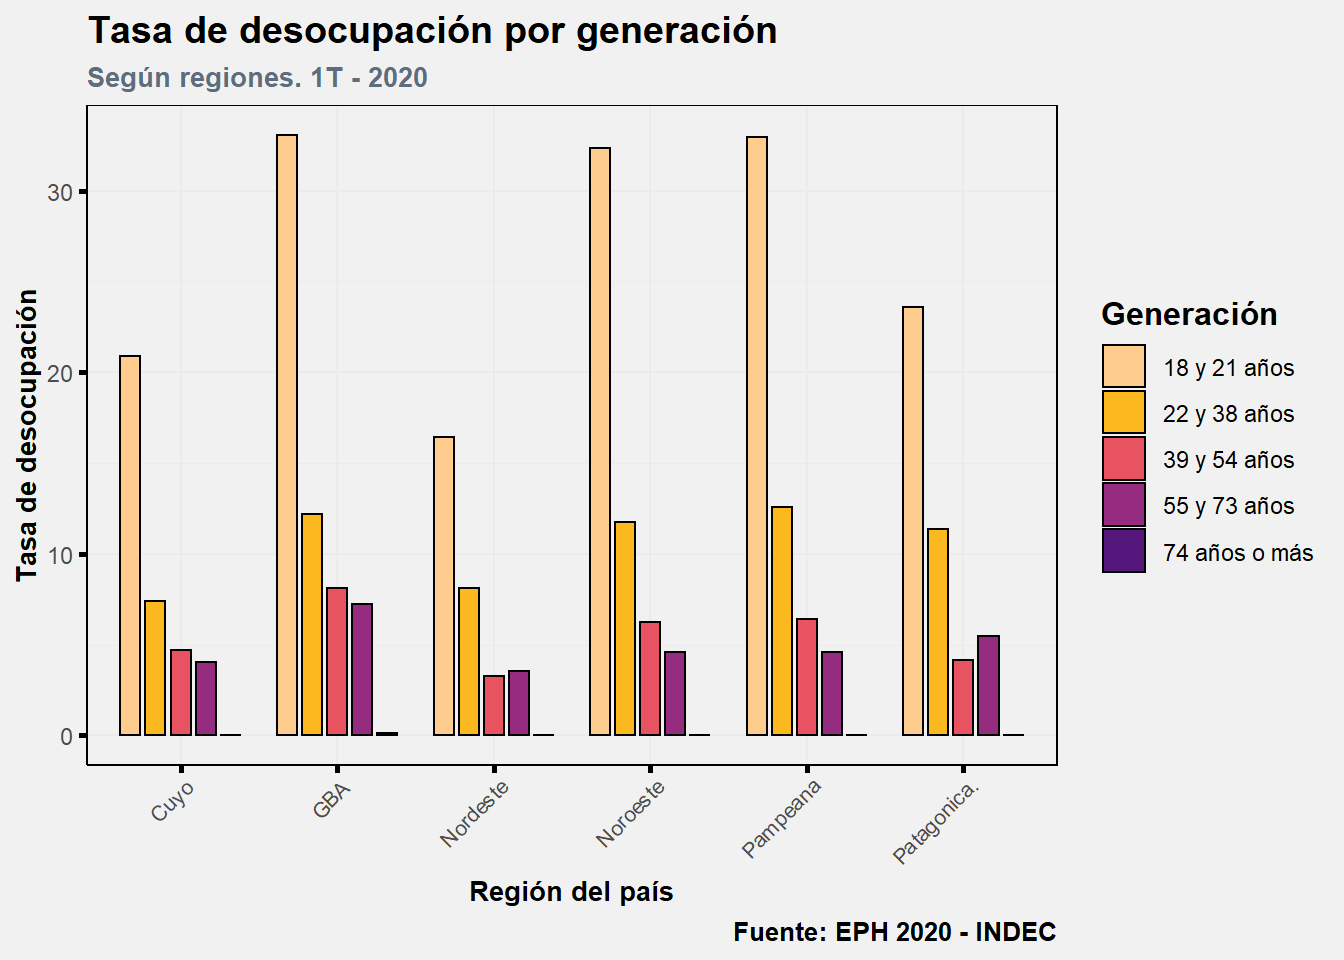 Tasa de desocupación por generación
Según regiones. 1T - 2020
Tasa de desocupación
30
20
10
0
Cuyo
GBA
Nordeste
Noroeste
Pampeana
Patagonica.
Región del país
Generación
18 y 21 años
22 y 38 años
39 y 54 años
55 y 73 años
74 años o más
Fuente: EPH 2020 - INDEC